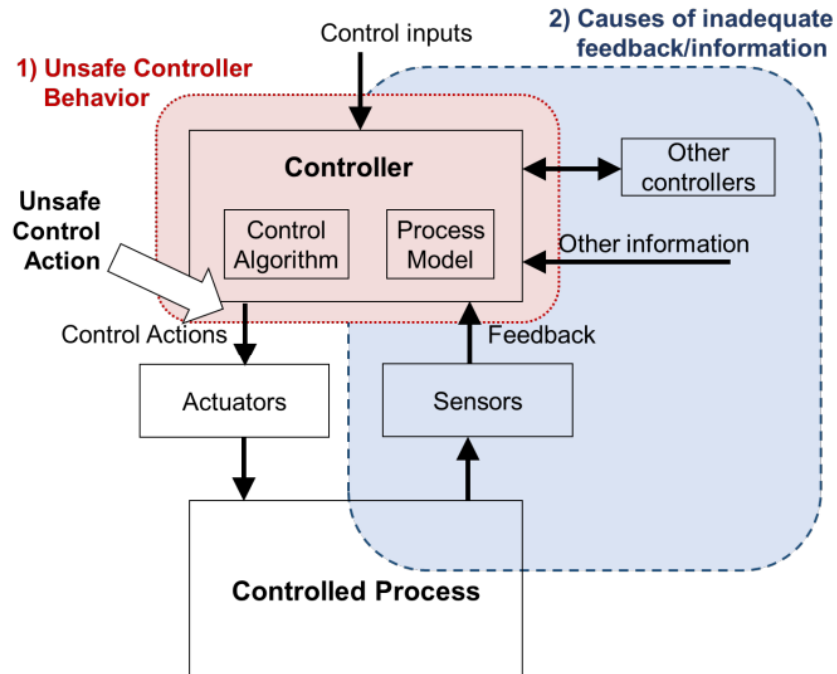 Control inputs
2) Causes of inadequate
feedback/information
1) Unsafe Controller
Behavior
Controller
Other
controllers
Unsafe
Control
Action
Control
Algorithm
Process
Model
Other information
Control Actions
Feedback
Actuators
Sensors
Controlled Process